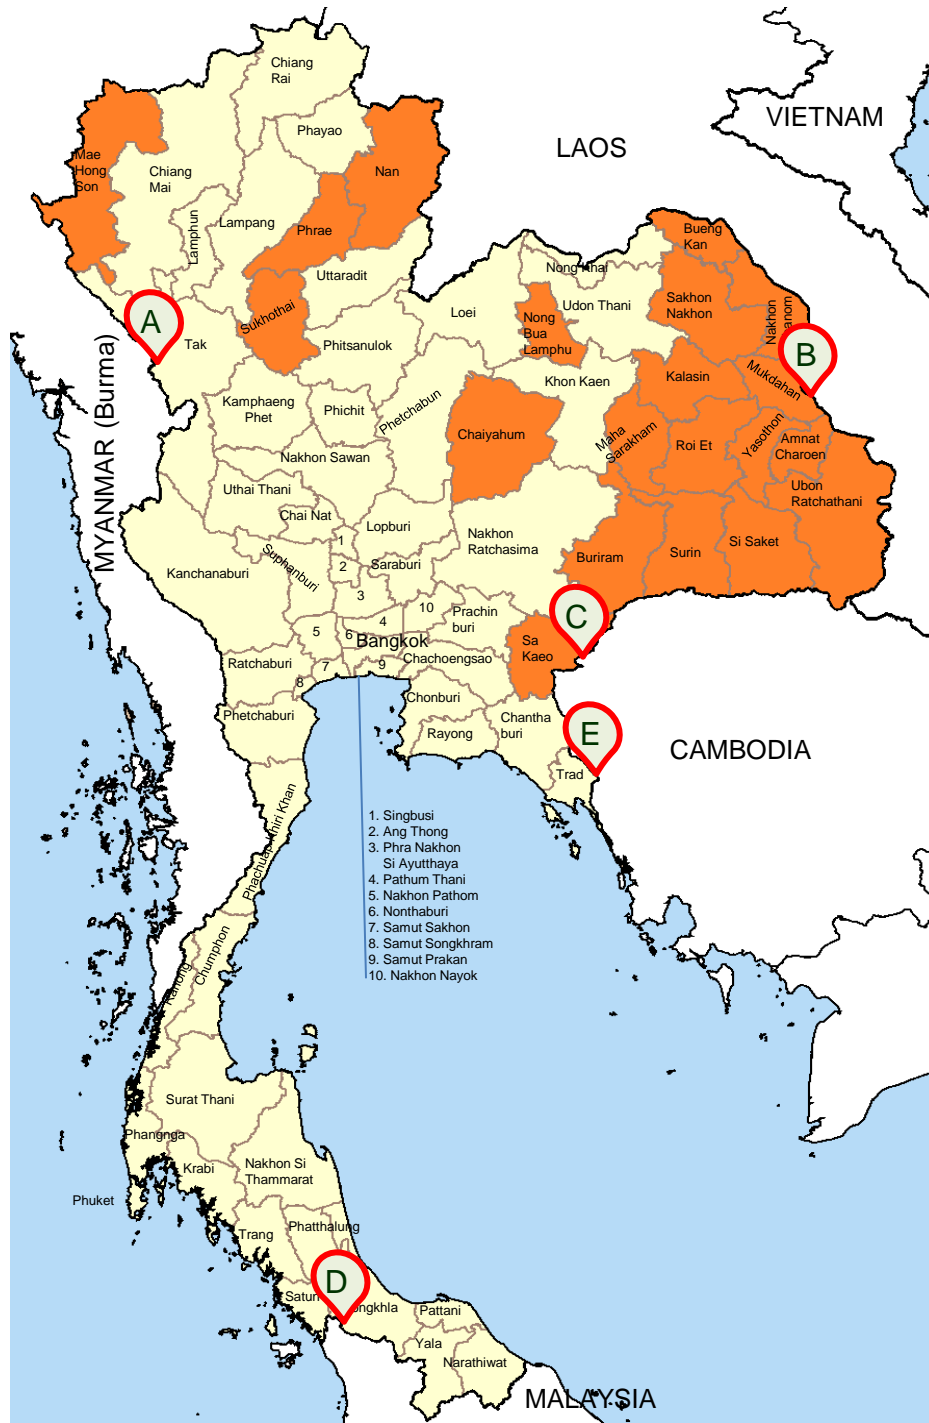 Chiang
Rai
Phayao
VIETNAM
LAOS
Mae
Hong
Son
Chiang
Mai
Nan
Lamphun
Lampang
Phrae
Bueng
Kan
Uttaradit
Nong Khai
Udon Thani
Sakhon
Nakhon
Nakhon
A
Tak
Sukhothai
Phitsanulok
Loei
Nong
Bua
Lamphu
B
Mukdahan
Khon Kaen
Kalasin
Kamphaeng
Phet
Phichit
Phetchabun
Chaiyahum
Maha
Sarakham
Roi Et
Yasothon
Amnat
Charoen
MYANMAR (Burma)
Nakhon Sawan
Uthai Thani
Chai Nat
Ubon
Ratchathani
Lopburi
Nakhon
Ratchasima
1
Kanchanaburi
Suphanburi
2
Saraburi
Buriram
Surin
Si Saket
3
10
Prachin
buri
4
C
5
6
Bangkok
Sa
Kaeo
Ratchaburi
7
9
Chachoengsao
8
Phetchaburi
Chonburi
Chantha
buri
Rayong
E
CAMBODIA
Trad
Phachuap Khiri Khan
1. Singbusi
2. Ang Thong
3. Phra Nakhon
Si Ayutthaya
4. Pathum Thani
5. Nakhon Pathom
6. Nonthaburi
7. Samut Sakhon
8. Samut Songkhram
9. Samut Prakan
10. Nakhon Nayok
Chumphon
Ranong
Surat Thani
Phangnga
Krabi
Nakhon Si
Thammarat
Phuket
Trang
Phatthalung
D
Satun
ongkhla
Pattani
Yala
Narathiwat
MALAYSIA